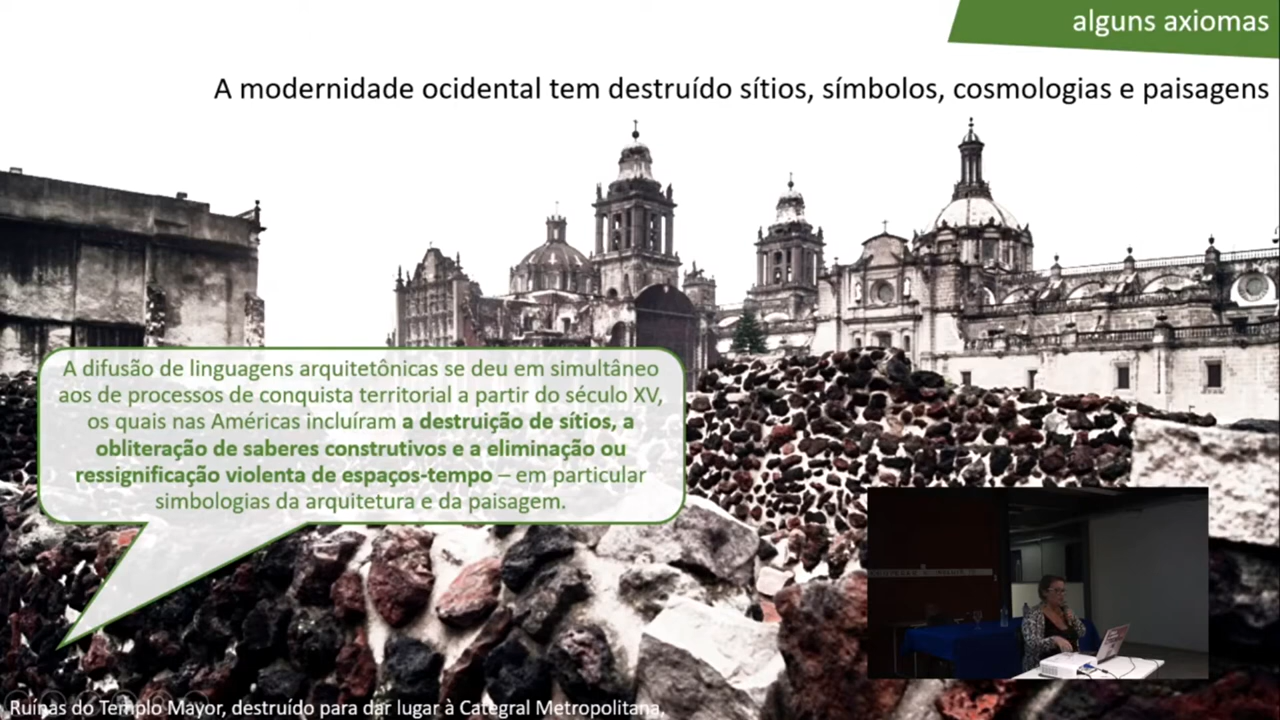 alguns axiomas
A modernidade ocidental tem destruído sítios, símbolos, cosmologias e paisagens
A difusão de linguagens arquitetônicas se deu em simultâneo
aos de processos de conquista territorial a partir do século XV,
os quais nas Américas incluíram a destruição de sítios, a
obliteração de saberes construtivos e a eliminação ou
ressignificação violenta de espaços-tempo – em particular
simbologias da arquitetura e da paisagem.
Ruínas do Templo Mayor, destruído para dar lugar à Categral Metropolitana,